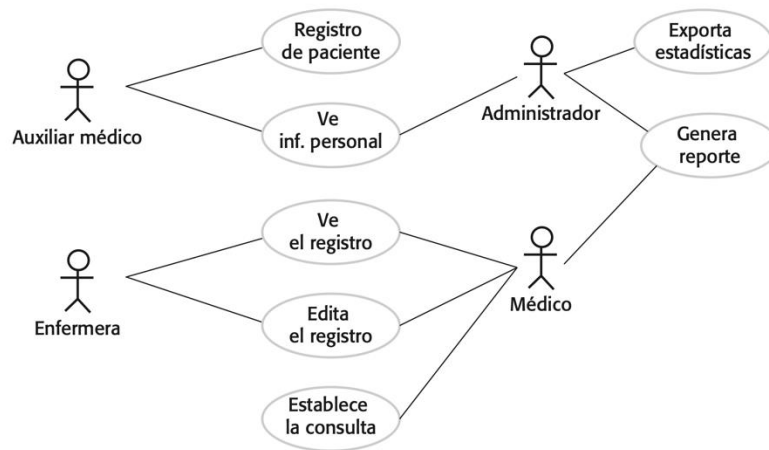 Registro
de paciente
Exporta
estadísticas
Auxiliar médico
Ve
inf. personal
Administrador
Genera
reporte
Ve
el registro
Enfermera
Edita
el registro
Médico
Establece
la consulta